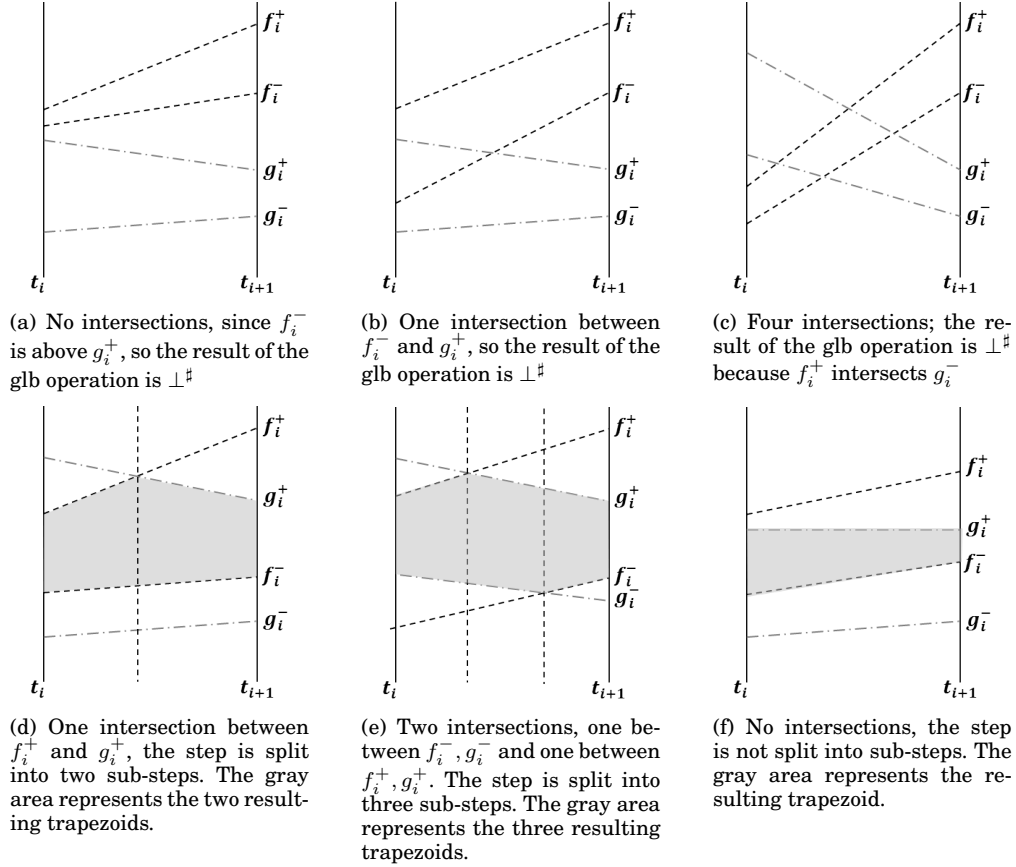 f_i^+
f_i^-
g_i^+
g_i^-
t_i t_{i+1}
(a) No intersections, since f_i^-
is above g_i^+, so the result of the
glb operation is ⊥^♯
f_i^+
f_i^-
g_i^+
g_i^-
t_i t_{i+1}
(b) One intersection between
f_i^- and g_i^+, so the result of the
glb operation is ⊥^♯
f_i^+
f_i^-
g_i^+
g_i^-
t_i t_{i+1}
(c) Four intersections; the re-
sult of the glb operation is ⊥^♯
because f_i^+ intersects g_i^-
f_i^+
g_i^+
f_i^-
g_i^-
t_i t_{i+1}
(d) One intersection between
f_i^+ and g_i^+, the step is split
into two sub-steps. The gray
area represents the two result-
ing trapezoids.
f_i^+
g_i^+
f_i^-
g_i^-
t_i t_{i+1}
(e) Two intersections, one be-
tween f_i^-, g_i^- and one between
f_i^+, g_i^+. The step is split into
three sub-steps. The gray area
represents the three resulting
trapezoids.
f_i^+
g_i^+
f_i^-
g_i^-
t_i t_{i+1}
(f) No intersections, the step
is not split into sub-steps. The
gray area represents the re-
sulting trapezoid.